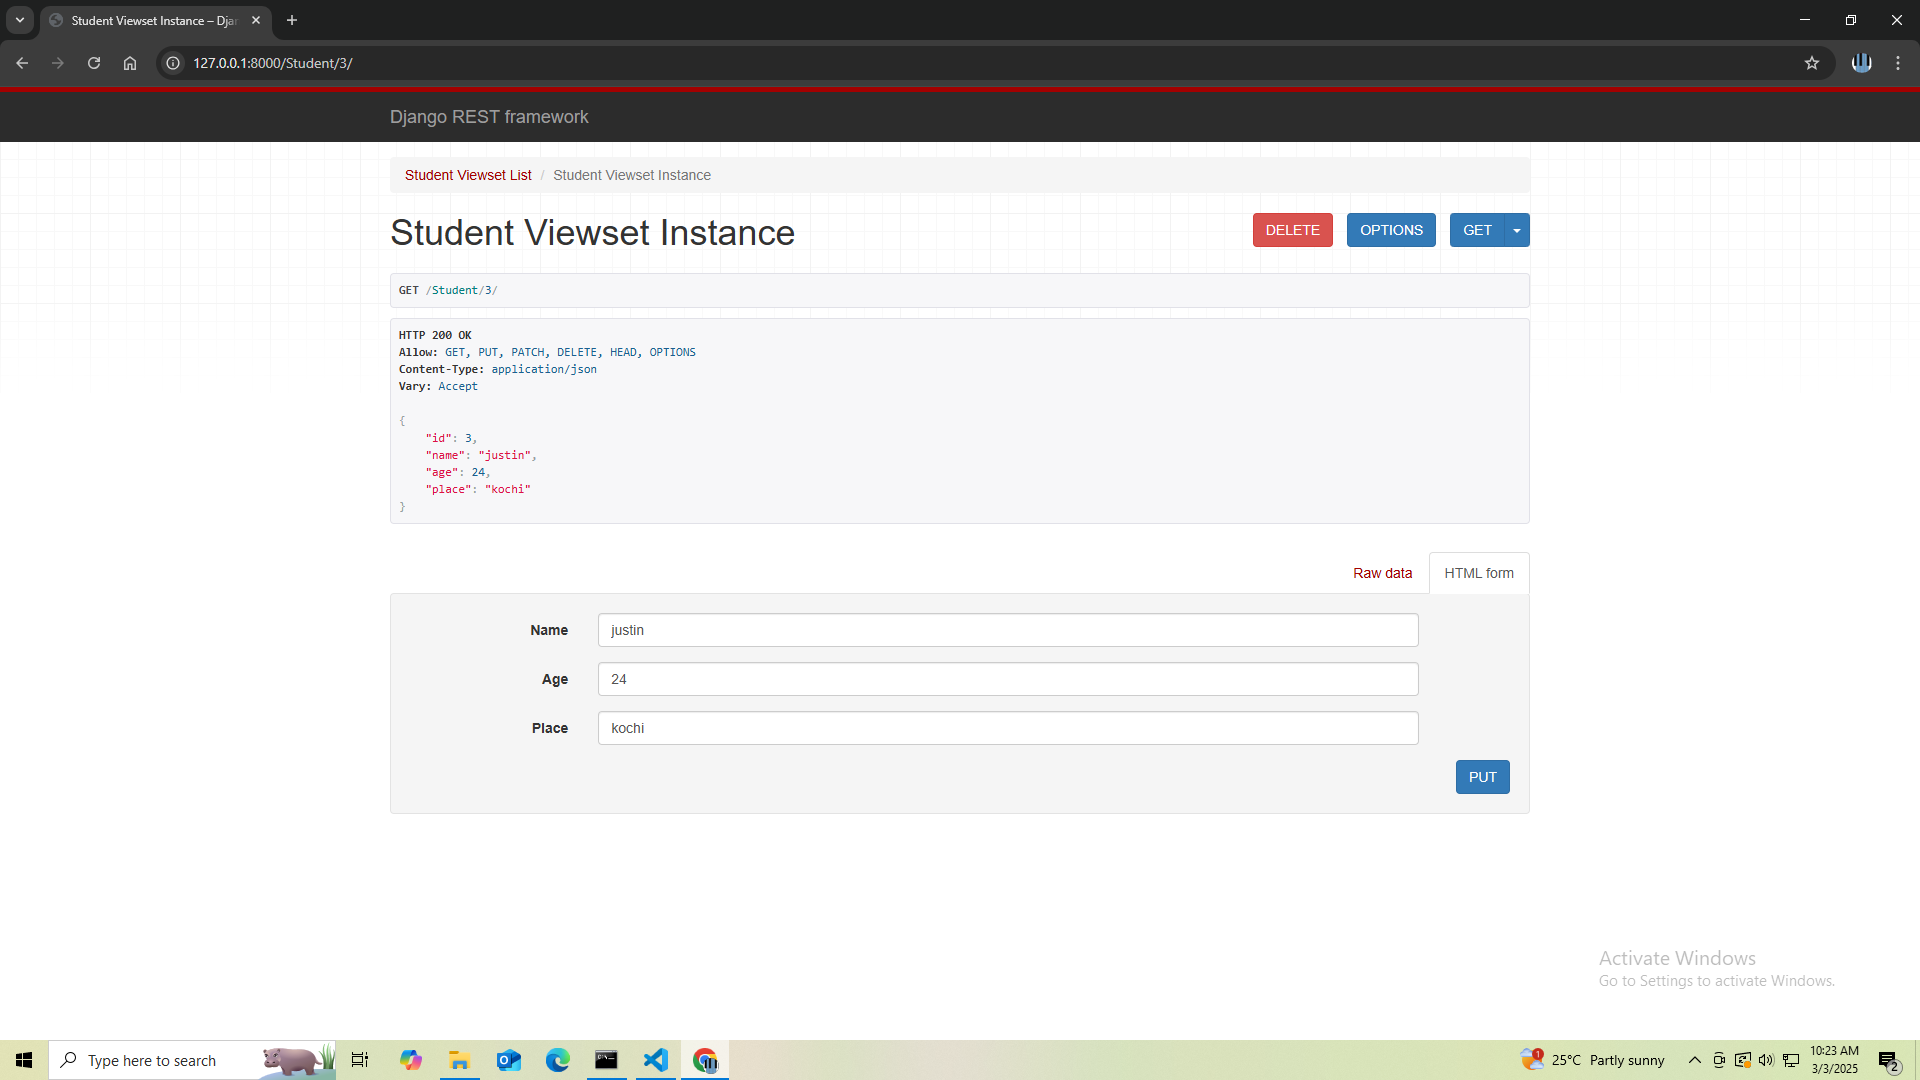 Student Viewset Instance – Dja
127.0.0.1:8000/Student/3/
Django REST framework
Student Viewset List / Student Viewset Instance
Student Viewset Instance
DELETE
OPTIONS
GET
GET /Student/3/
HTTP 200 OK
Allow: GET, PUT, PATCH, DELETE, HEAD, OPTIONS
Content-Type: application/json
Vary: Accept
{
"id": 3,
"name": "justin",
"age": 24,
"place": "kochi"
}
Raw data
HTML form
Name
justin
Age
24
Place
kochi
PUT
Activate Windows
Go to Settings to activate Windows.
Type here to search
1
25°C Partly sunny
10:23 AM
3/3/2025
2